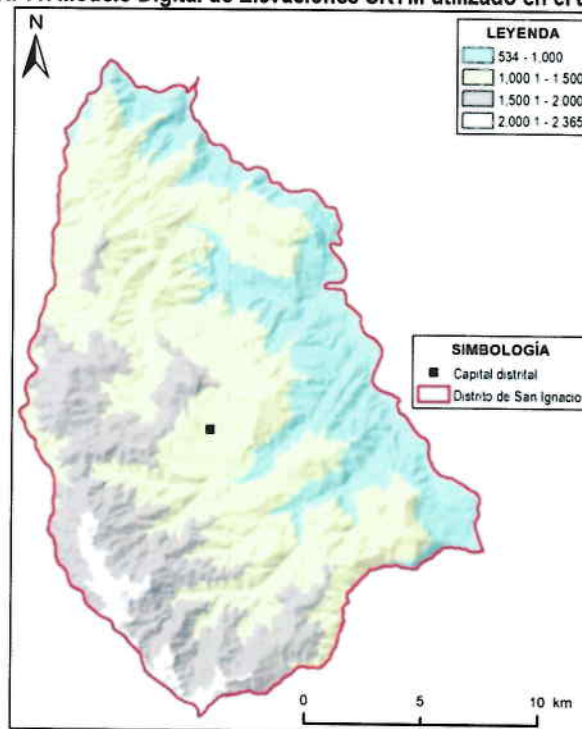 Modelo Digital de Elevaciones SRTM utilizado en el
N
LEYENDA
534 - 1,000
1,000.1 - 1 500
1,500.1 - 2 000
2 000.1 - 2 365
SIMBOLOGÍA
Capital distrital
Distrito de San Ignacio
0 5 10 km